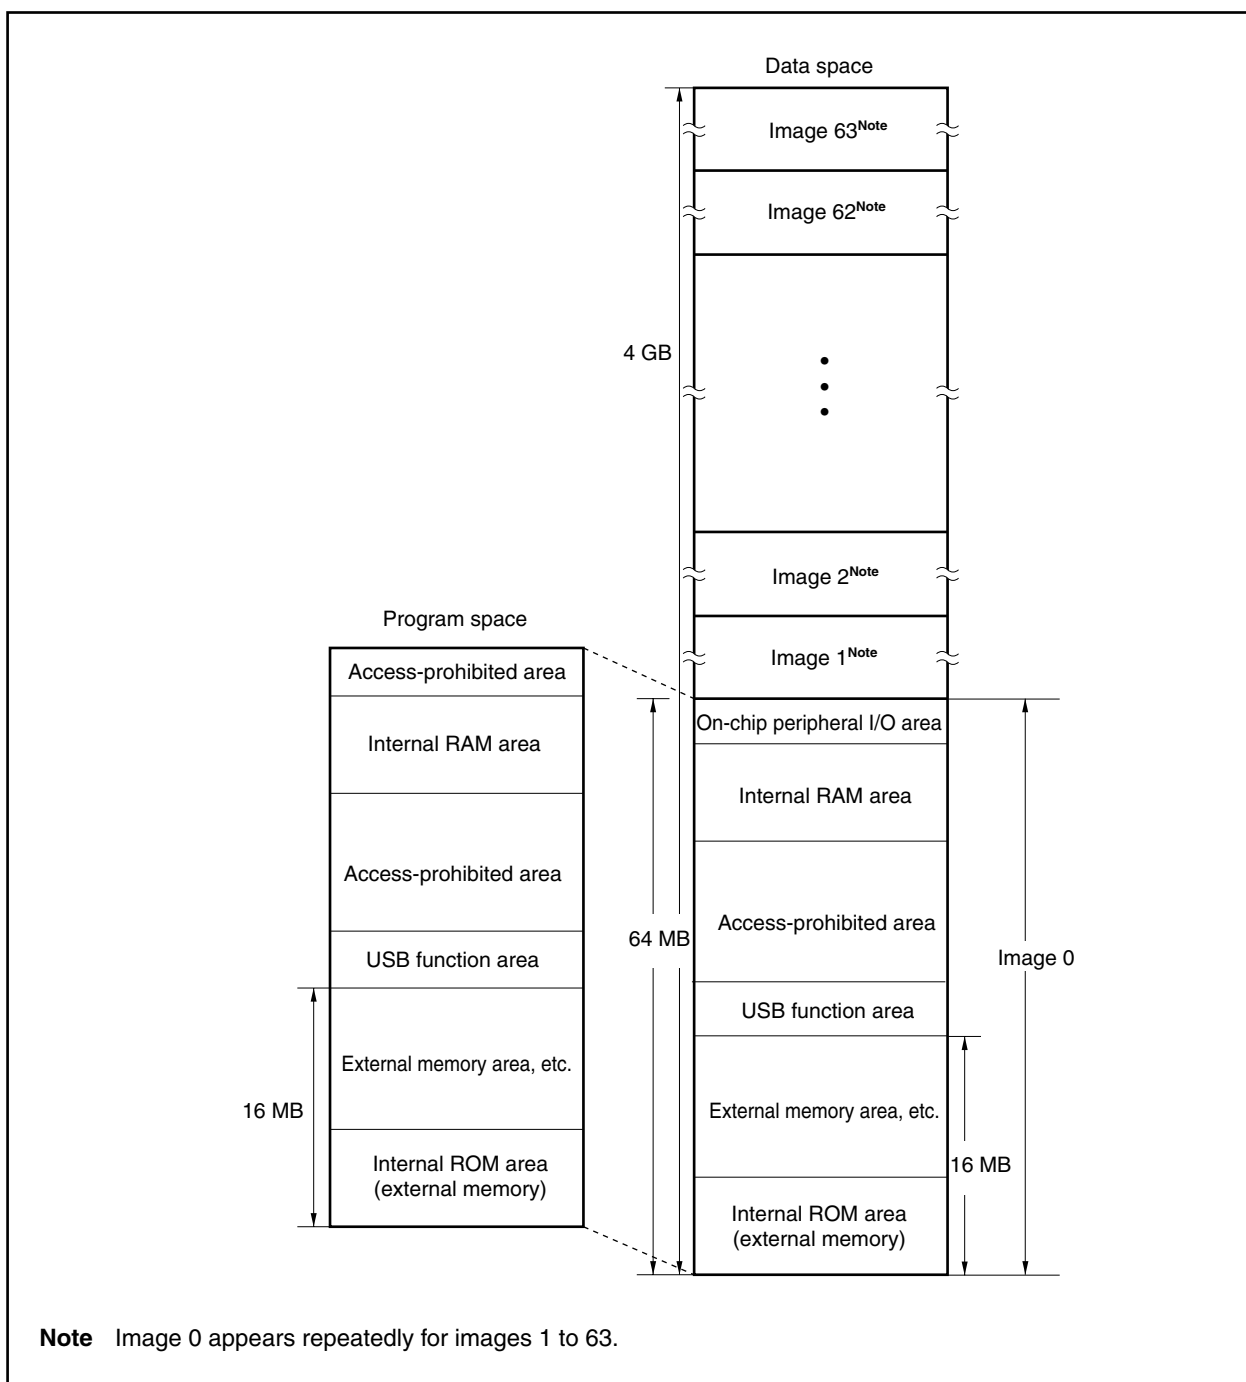 Data space
Image 63Note
Image 62Note
4 GB
Image 2Note
Image 1Note
Program space
Access-prohibited area
Internal RAM area
Access-prohibited area
USB function area
External memory area, etc.
16 MB
Internal ROM area
(external memory)
On-chip peripheral I/O area
Internal RAM area
Access-prohibited area
64 MB
Image 0
USB function area
External memory area, etc.
16 MB
Internal ROM area
(external memory)
Note Image 0 appears repeatedly for images 1 to 63.